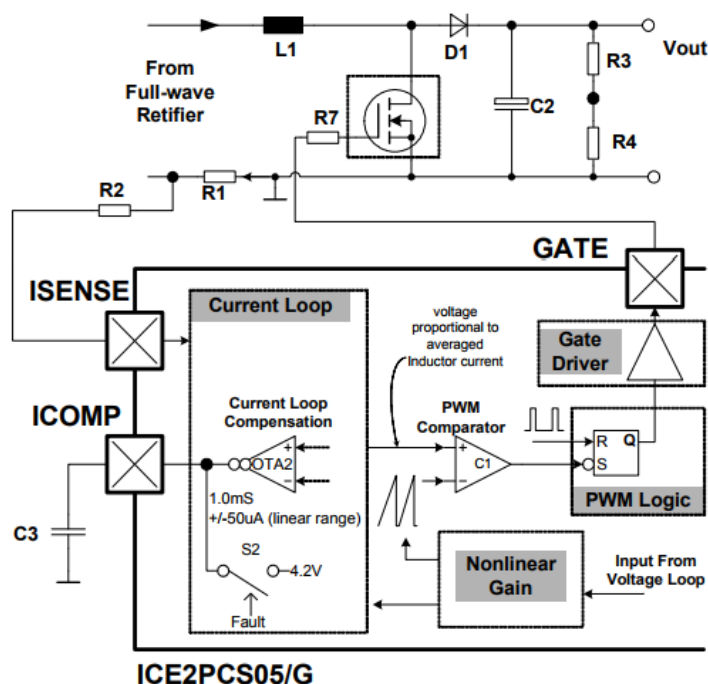 L1
D1
Vout
From
Full-wave
Retifier
R7
C2
R3
R4
R2
R1
GATE
ISENSE
Current Loop
voltage
proportional to
averaged
Inductor current
Gate
Driver
ICOMP
Current Loop
Compensation
PWM
Comparator
OTA2
+
−
+
−
C1
R
Q
S
PWM Logic
1.0mS
+/-50uA (linear range)
C3
S2
4.2V
Fault
Nonlinear
Gain
Input From
Voltage Loop
ICE2PCS05/G